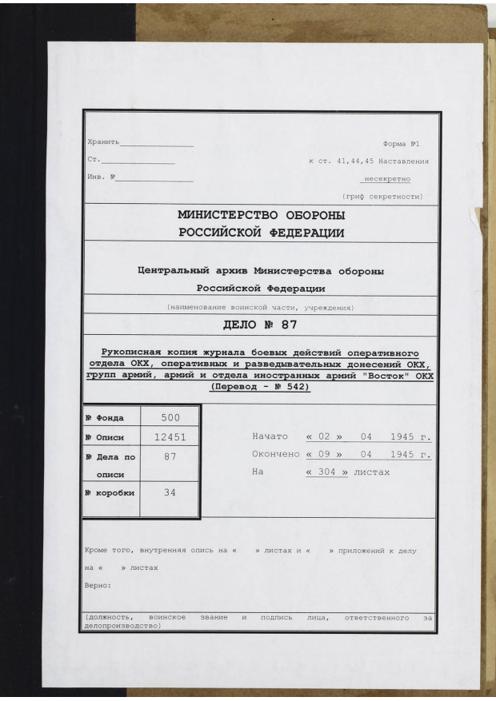 Хранить
Форма №1
Ст.
к ст. 41,44,45 Наставления
Инв. №
несекретно
(гриф секретности)
МИНИСТЕРСТВО ОБОРОНЫ
РОССИЙСКОЙ ФЕДЕРАЦИИ
Центральный архив Министерства обороны
Российской Федерации
(наименование воинской части, учреждения)
ДЕЛО № 87
Рукописная копия журнала боевых действий оперативного
отдела ОКХ, оперативных и разведывательных донесений ОКХ,
групп армий, армий и отдела иностранных армий "Восток" ОКХ
(Перевод - № 542)
№ Фонда 500
№ Описи 12451
№ Дела по
описи
87
№ коробки 34
Начато « 02 » 04 1945 г.
Окончено « 09 » 04 1945 г.
На « 304 » листах
Кроме того, внутренняя опись на « » листах и « » приложений к делу
на « » листах
Верно:
(должность, воинское звание и подпись лица, ответственного за
делопроизводство)